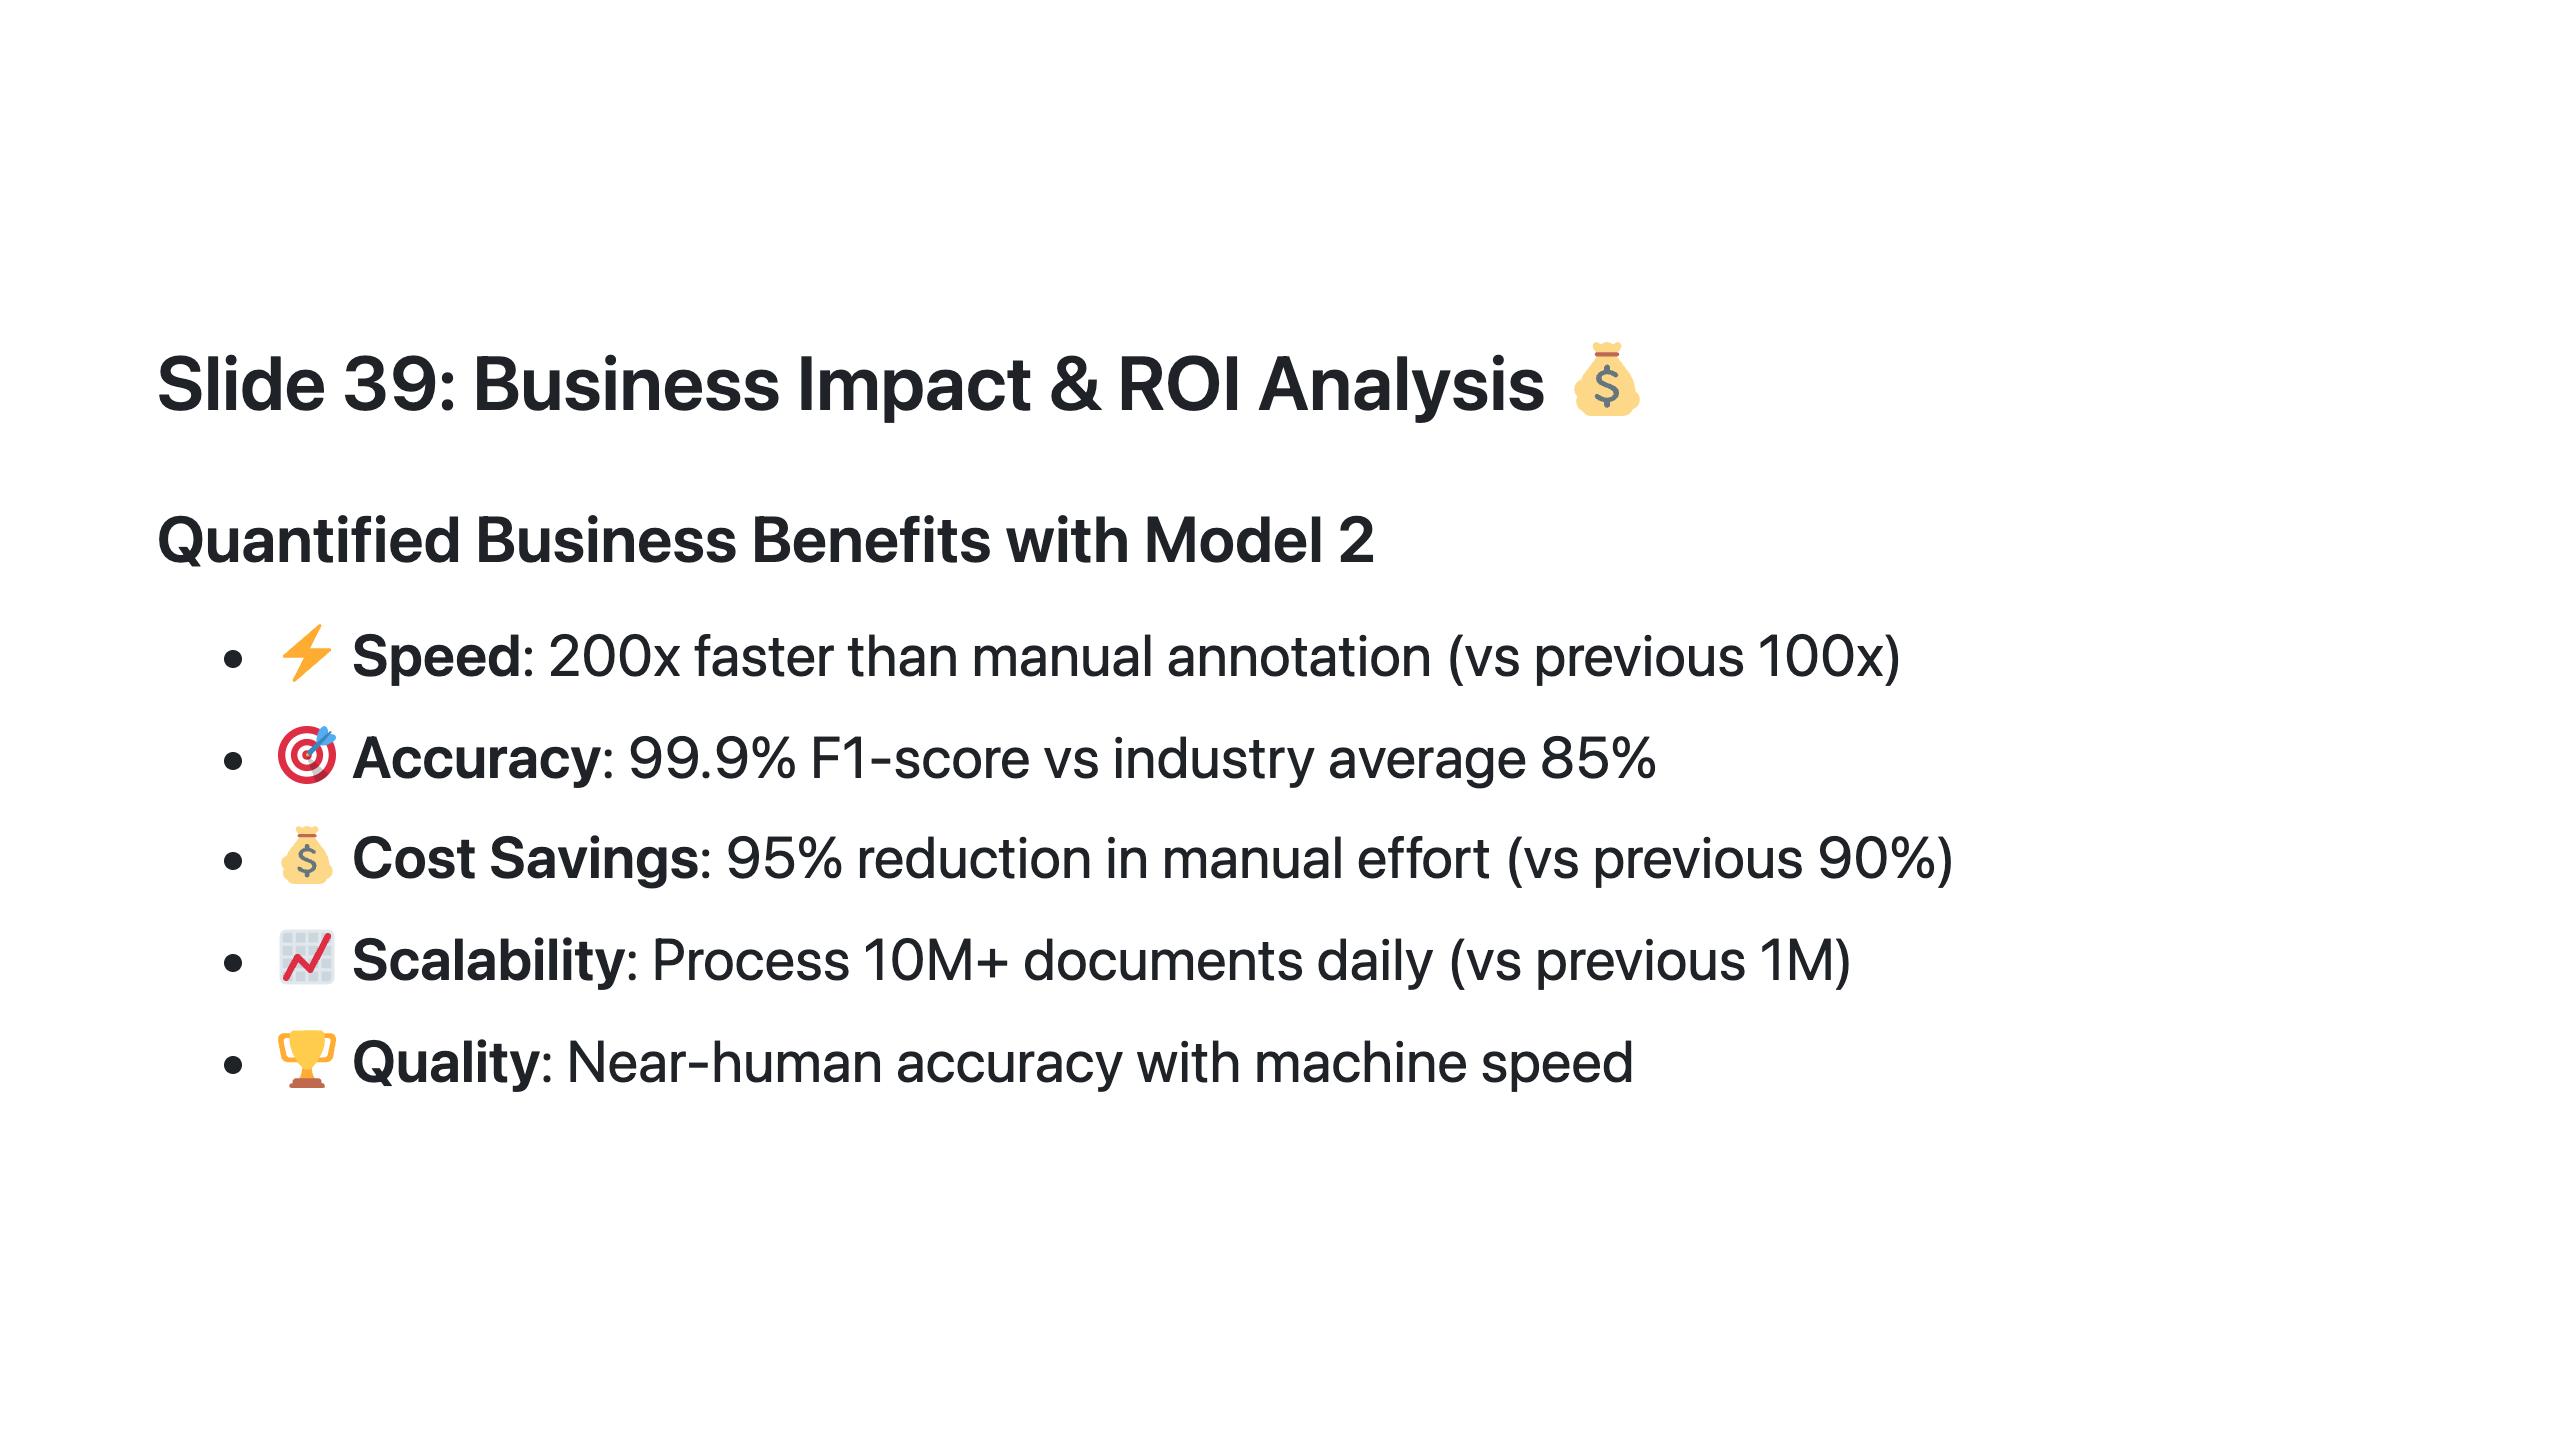 Slide 39: Business Impact & ROI Analysis 💰
Quantified Business Benefits with Model 2
• ⚡ Speed: 200x faster than manual annotation (vs previous 100x)
• 🎯 Accuracy: 99.9% F1-score vs industry average 85%
• 💰 Cost Savings: 95% reduction in manual effort (vs previous 90%)
• 📈 Scalability: Process 10M+ documents daily (vs previous 1M)
• 🏆 Quality: Near-human accuracy with machine speed